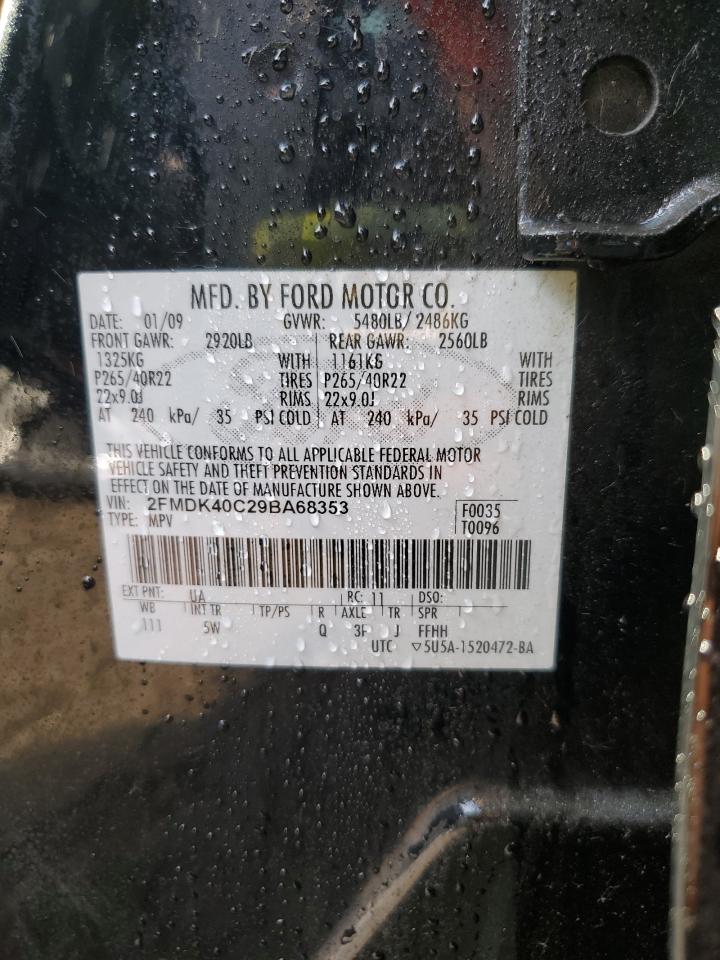 MFD. BY FORD MOTOR CO.
DATE: 01/09 GVWR: 5480LB/ 2486KG
FRONT GAWR: 2920LB REAR GAWR: 2560LB
1325KG WITH 1161KG WITH
P265/40R22 TIRES P265/40R22 TIRES
22x9.0J RIMS 22x9.0J RIMS
AT 240 kPa/ 35 PSI COLD AT 240 kPa/ 35 PSI COLD
THIS VEHICLE CONFORMS TO ALL APPLICABLE FEDERAL MOTOR
VEHICLE SAFETY AND THEFT PREVENTION STANDARDS IN
EFFECT ON THE DATE OF MANUFACTURE SHOWN ABOVE.
VIN: 2FMDK40C29BA68353 F0035
TYPE: MPV T0096
EXT PNT: UA RC: 11 DSO:
WB INT TR TP/PS R AXLE TR SPR
111 5W Q 3F J FFHH
UTC ▽5U5A-1520472-BA